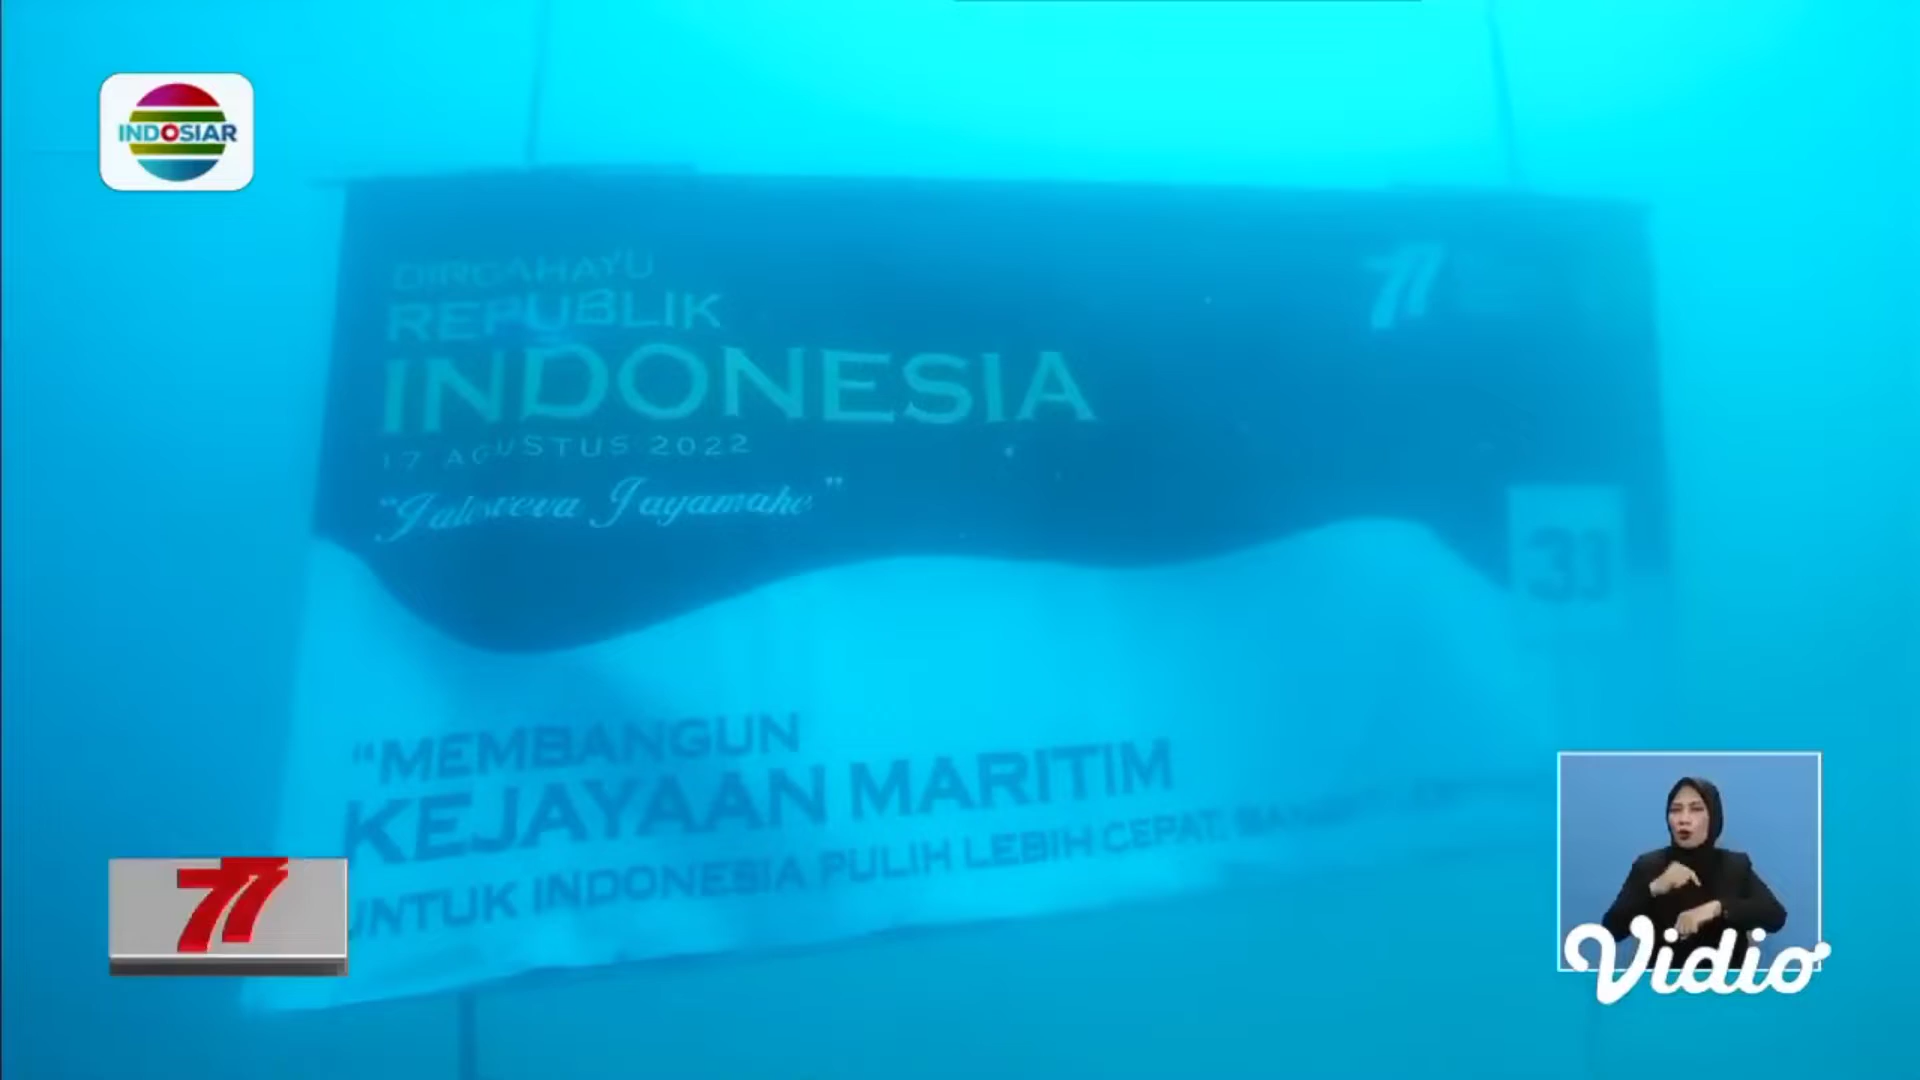 INDOSIAR
DIRGAHAYU
REPUBLIK
INDONESIA
17 AGUSTUS 2022
"Jalesveva Jayamahe"
77
31
"MEMBANGUN
KEJAYAAN MARITIM
UNTUK INDONESIA PULIH LEBIH CEPAT,
77
Vidio